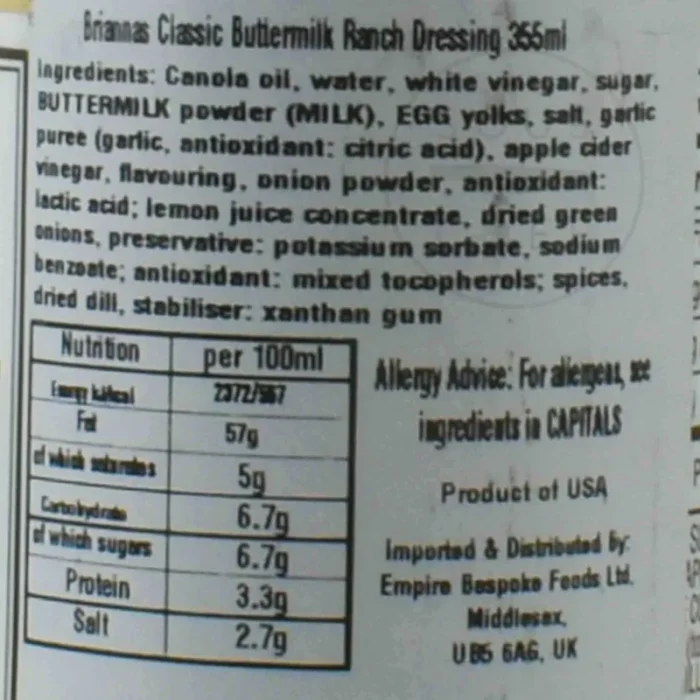 Briannas Classic Buttermilk Ranch Dressing 355ml
Ingredients: Canola oil, water, white vinegar, sugar,
BUTTERMILK powder (MILK), EGG yolks, salt, garlic
puree (garlic, antioxidant: citric acid), apple cider
vinegar, flavouring, onion powder, antioxidant:
lactic acid; lemon juice concentrate, dried green
onions, preservative: potassium sorbate, sodium
benzoate; antioxidant: mixed tocopherols; spices,
dried dill, stabiliser: xanthan gum
Nutrition per 100ml
Energy kJ/kcal
Fat 57g
of which saturates 5g
Carbohydrate 6.7g
of which sugars 6.7g
Protein 3.3g
Salt 2.7g
Allergy Advice: For allergens, see
ingredients in CAPITALS
Product of USA
Imported & Distributed By:
Empire Bespoke Foods Ltd.
Middlesex,
UB5 6AG, UK